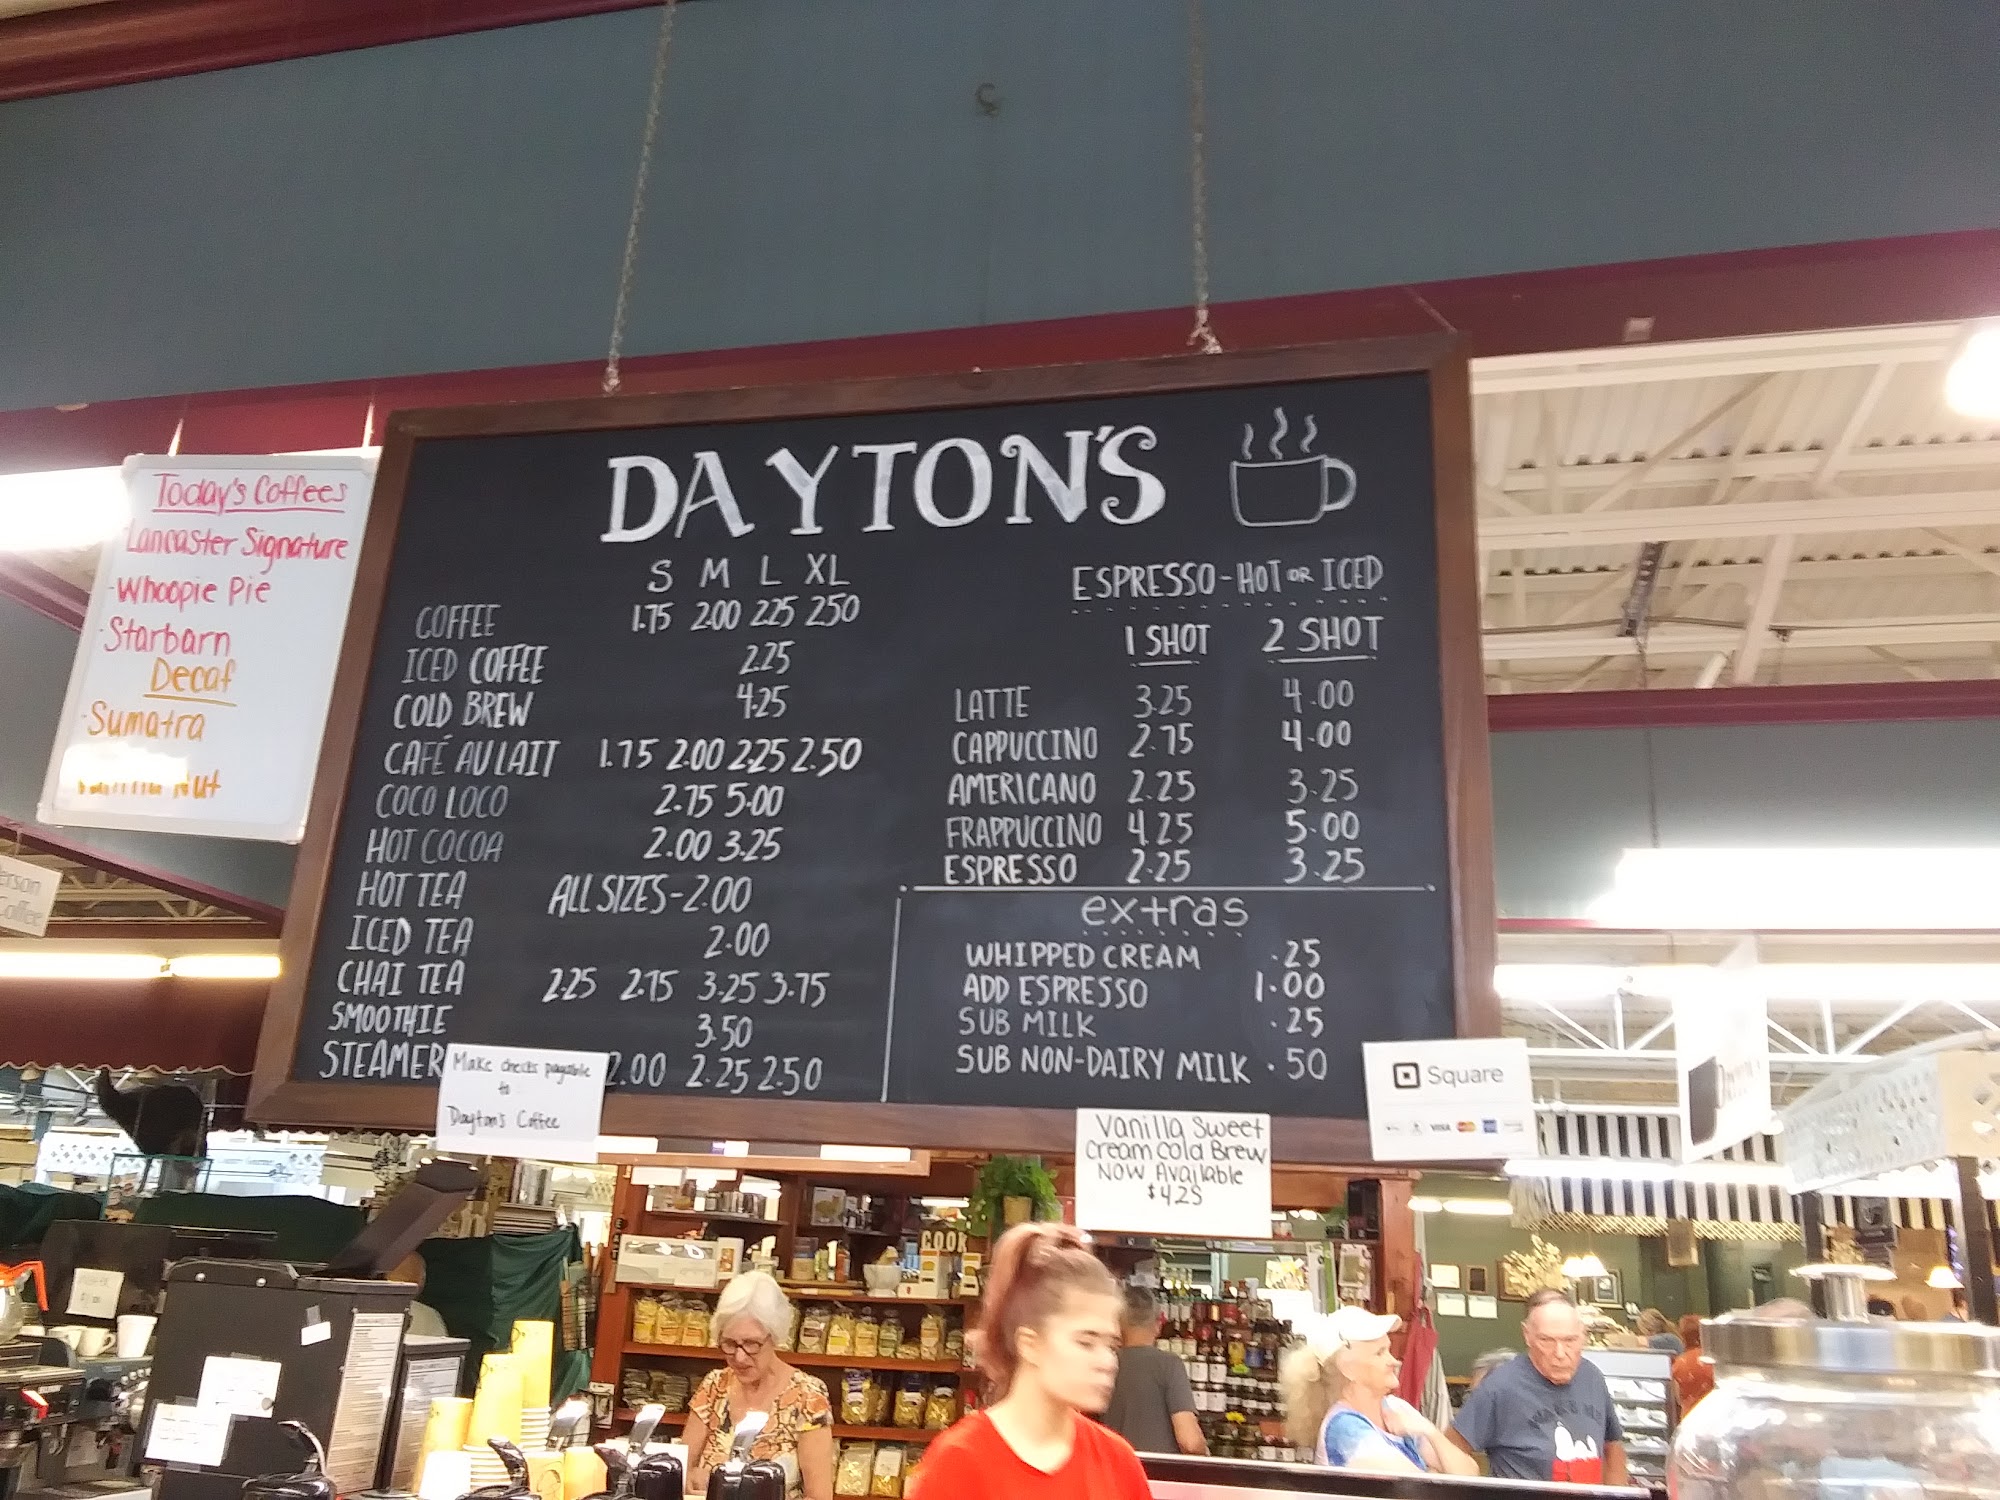 DAYTON'S
S M L XL
COFFEE 1.75 2.00 2.25 2.50
ICED COFFEE 2.25
COLD BREW 4.25
CAFÉ AU LAIT 1.75 2.00 2.25 2.50
COCO LOCO 2.75 5.00
HOT COCOA 2.00 3.25
HOT TEA ALL SIZES - 2.00
ICED TEA 2.00
CHAI TEA 2.25 2.75 3.25 3.75
SMOOTHIE 3.50
STEAMER 2.00 2.25 2.50
ESPRESSO - HOT OR ICED
1 SHOT 2 SHOT
LATTE 3.25 4.00
CAPPUCCINO 2.75 4.00
AMERICANO 2.25 3.25
FRAPPUCCINO 4.25 5.00
ESPRESSO 2.25 3.25
extras
WHIPPED CREAM .25
ADD ESPRESSO 1.00
SUB MILK .25
SUB NON-DAIRY MILK .50
Today's Coffees
Lancaster Signature
-Whoopie Pie
-Starbarn
Decaf
-Sumatra
Make checks payable
to:
Dayton's Coffee
Vanilla Sweet
Cream Cold Brew
Now Available
$4.25
Square
VISA
COOK